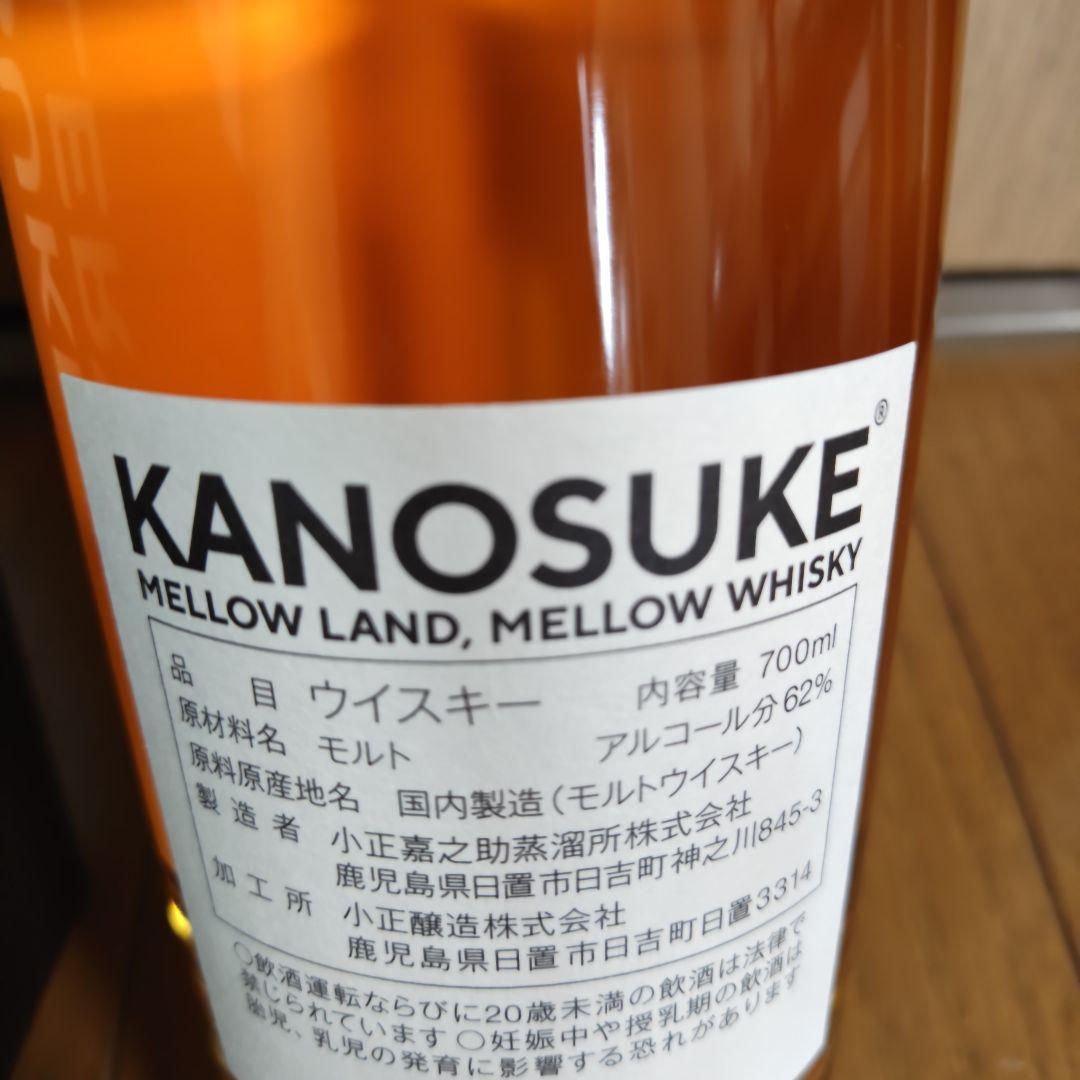 KANOSUKE®
MELLOW LAND, MELLOW WHISKY
品目 ウイスキー 内容量 700ml
原材料名 モルト アルコール分62%
原料原産地名 国内製造(モルトウイスキー)
製造者 小正嘉之助蒸溜所株式会社
鹿児島県日置市日吉町神之川845-3
加工所 小正醸造株式会社
鹿児島県日置市日吉町日置3314
○飲酒運転ならびに20歳未満の飲酒は法律で
禁じられています ○妊娠中や授乳期の飲酒は
胎児、乳児の発育に影響する恐れがあります